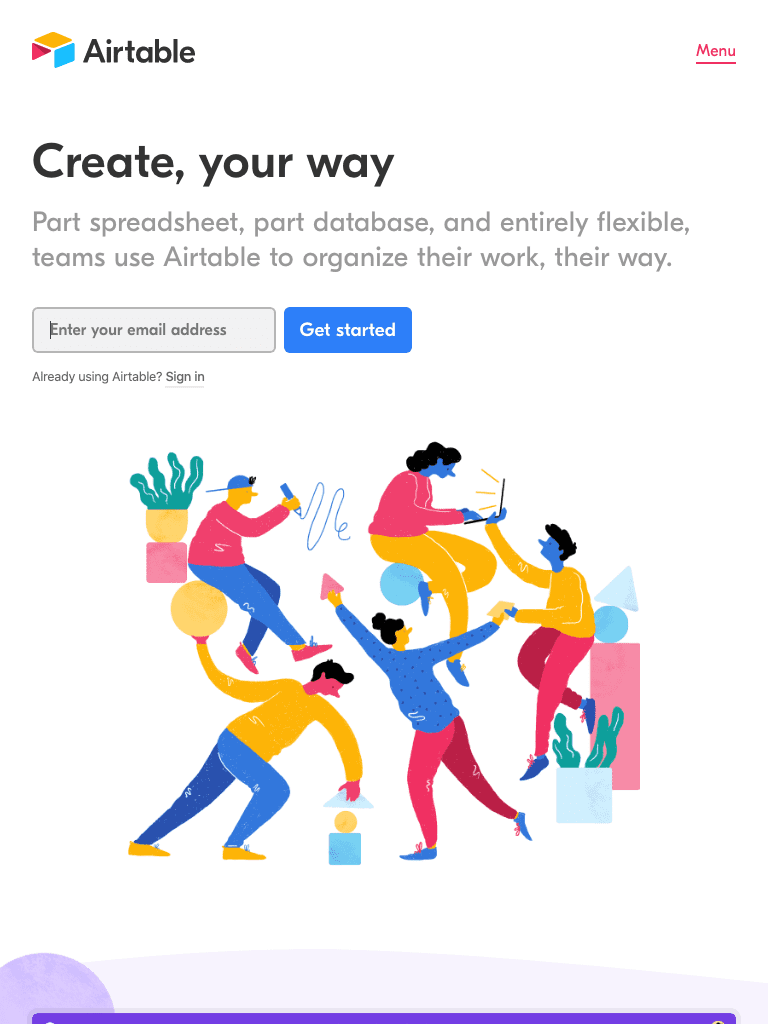 Airtable
Menu
Create, your way
Part spreadsheet, part database, and entirely flexible,
teams use Airtable to organize their work, their way.
Enter your email address
Get started
Already using Airtable? Sign in